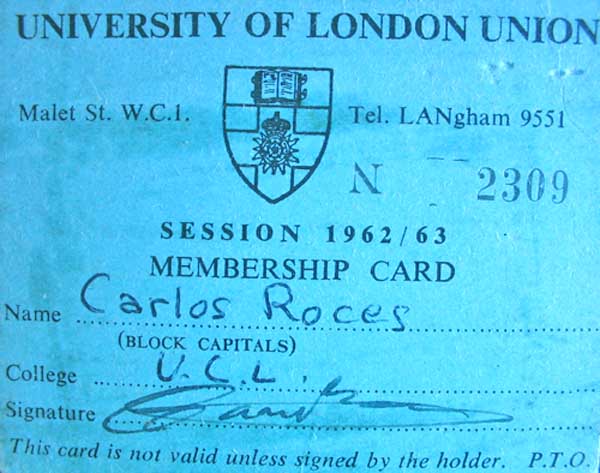 UNIVERSITY OF LONDON UNION
Malet St. W.C.1. Tel. LANgham 9551
N 2309
SESSION 1962/63
MEMBERSHIP CARD
Name Carlos Roces
(BLOCK CAPITALS)
College U.C.L.
Signature
This card is not valid unless signed by the holder. P.T.O.